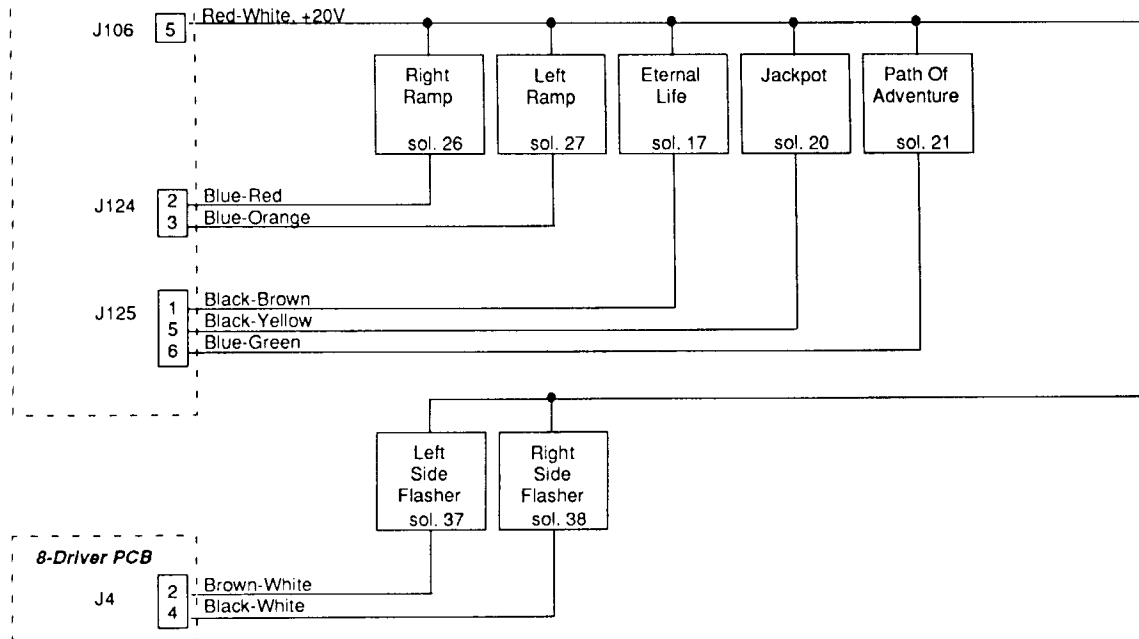 J106 5 Red-White, +20V
Right
Ramp
sol. 26
Left
Ramp
sol. 27
Eternal
Life
sol. 17
Jackpot
sol. 20
Path Of
Adventure
sol. 21
J124
2 Blue-Red
3 Blue-Orange
J125
1 Black-Brown
5 Black-Yellow
6 Blue-Green
Left
Side
Flasher
sol. 37
Right
Side
Flasher
sol. 38
8-Driver PCB
J4
2 Brown-White
4 Black-White